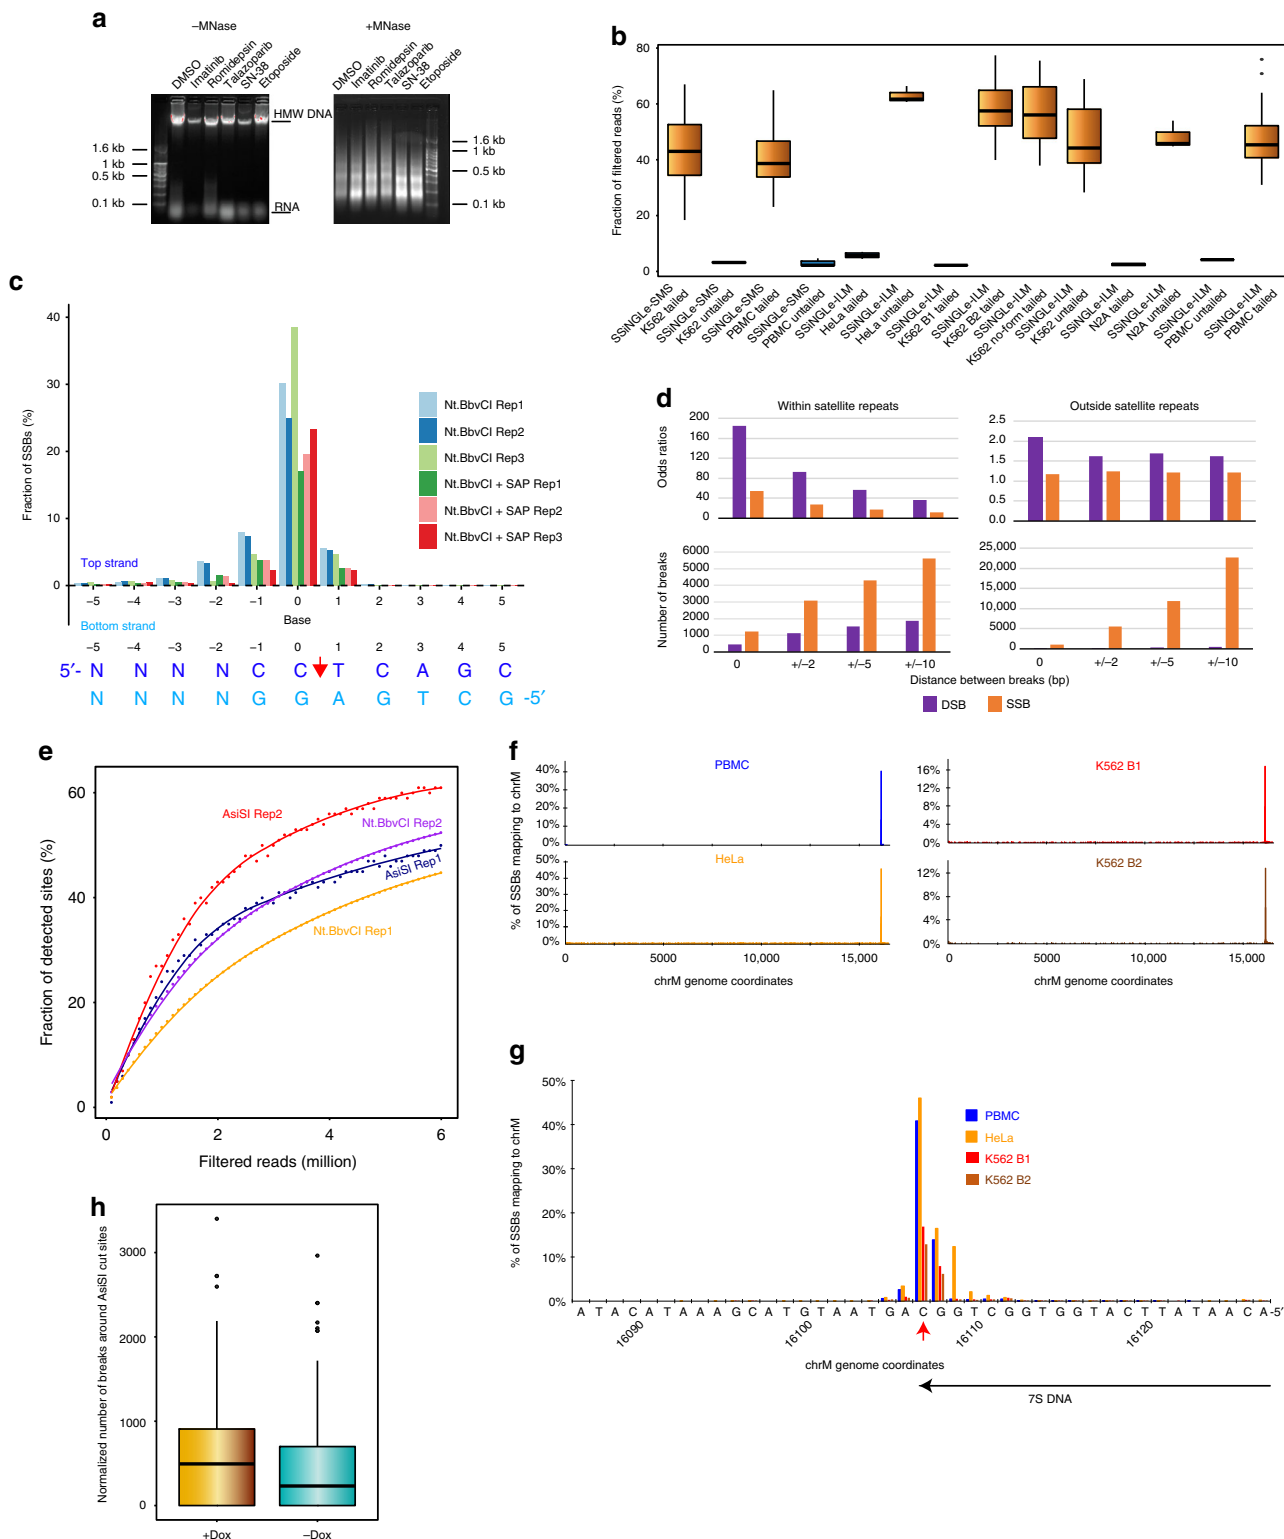 a
–MNase
+MNase
DMSO
Imatinib
Romidepsin
Talazoparib
SN-38
Etoposide
DMSO
Imatinib
Romidepsin
Talazoparib
SN-38
Etoposide
HMW DNA
1.6 kb
1 kb
0.5 kb
0.1 kb
RNA
1.6 kb
1 kb
0.5 kb
0.1 kb
b
Fraction of filtered reads (%)
80
60
40
20
0
SSiNGLe-SMS
K562 tailed
SSiNGLe-SMS
K562 untailed
SSiNGLe-SMS
PBMC tailed
SSiNGLe-SMS
PBMC untailed
SSiNGLe-ILM
HeLa tailed
SSiNGLe-ILM
HeLa untailed
SSiNGLe-ILM
K562 B1 tailed
SSiNGLe-ILM
K562 B2 tailed
SSiNGLe-ILM
K562 no-form tailed
SSiNGLe-ILM
K562 untailed
SSiNGLe-ILM
N2A tailed
SSiNGLe-ILM
N2A untailed
SSiNGLe-ILM
PBMC untailed
SSiNGLe-ILM
PBMC tailed
c
Fraction of SSBs (%)
40
30
20
10
0
Nt.BbvCI Rep1
Nt.BbvCI Rep2
Nt.BbvCI Rep3
Nt.BbvCI + SAP Rep1
Nt.BbvCI + SAP Rep2
Nt.BbvCI + SAP Rep3
Top strand
–5 –4 –3 –2 –1 0 1 2 3 4 5
Base
Bottom strand
–5 –4 –3 –2 –1 0 1 2 3 4 5
5′- N N N N C C T C A G C
N N N N G G A G T C G -5′
d
Within satellite repeats
Outside satellite repeats
Odds ratios
200
160
120
80
40
0
2.5
2.0
1.5
1.0
0.5
0.0
Number of breaks
6000
5000
4000
3000
2000
1000
0
25,000
20,000
15,000
10,000
5,000
0
0 +/–2 +/–5 +/–10
0 +/–2 +/–5 +/–10
Distance between breaks (bp)
DSB
SSB
e
Fraction of detected sites (%)
60
40
20
0
AsiSI Rep2
Nt.BbvCI Rep2
AsiSI Rep1
Nt.BbvCI Rep1
0 2 4 6
Filtered reads (million)
f
% of SSBs mapping to chrM
PBMC
40%
30%
20%
10%
0%
HeLa
50%
40%
30%
20%
10%
0%
0 5000 10,000 15,000
chrM genome coordinates
K562 B1
16%
12%
8%
4%
0%
K562 B2
12%
8%
4%
0%
0 5000 10,000 15,000
chrM genome coordinates
g
% of SSBs mapping to chrM
50%
40%
30%
20%
10%
0%
PBMC
HeLa
K562 B1
K562 B2
A T A C A T A A A G C A T G T A A T G A C G G T C G G T G G T A C T T A T A A C A -5′
16090
16100
16110
16120
chrM genome coordinates
7S DNA
h
Normalized number of breaks around AsiSI cut sites
3000
2000
1000
0
+Dox
–Dox